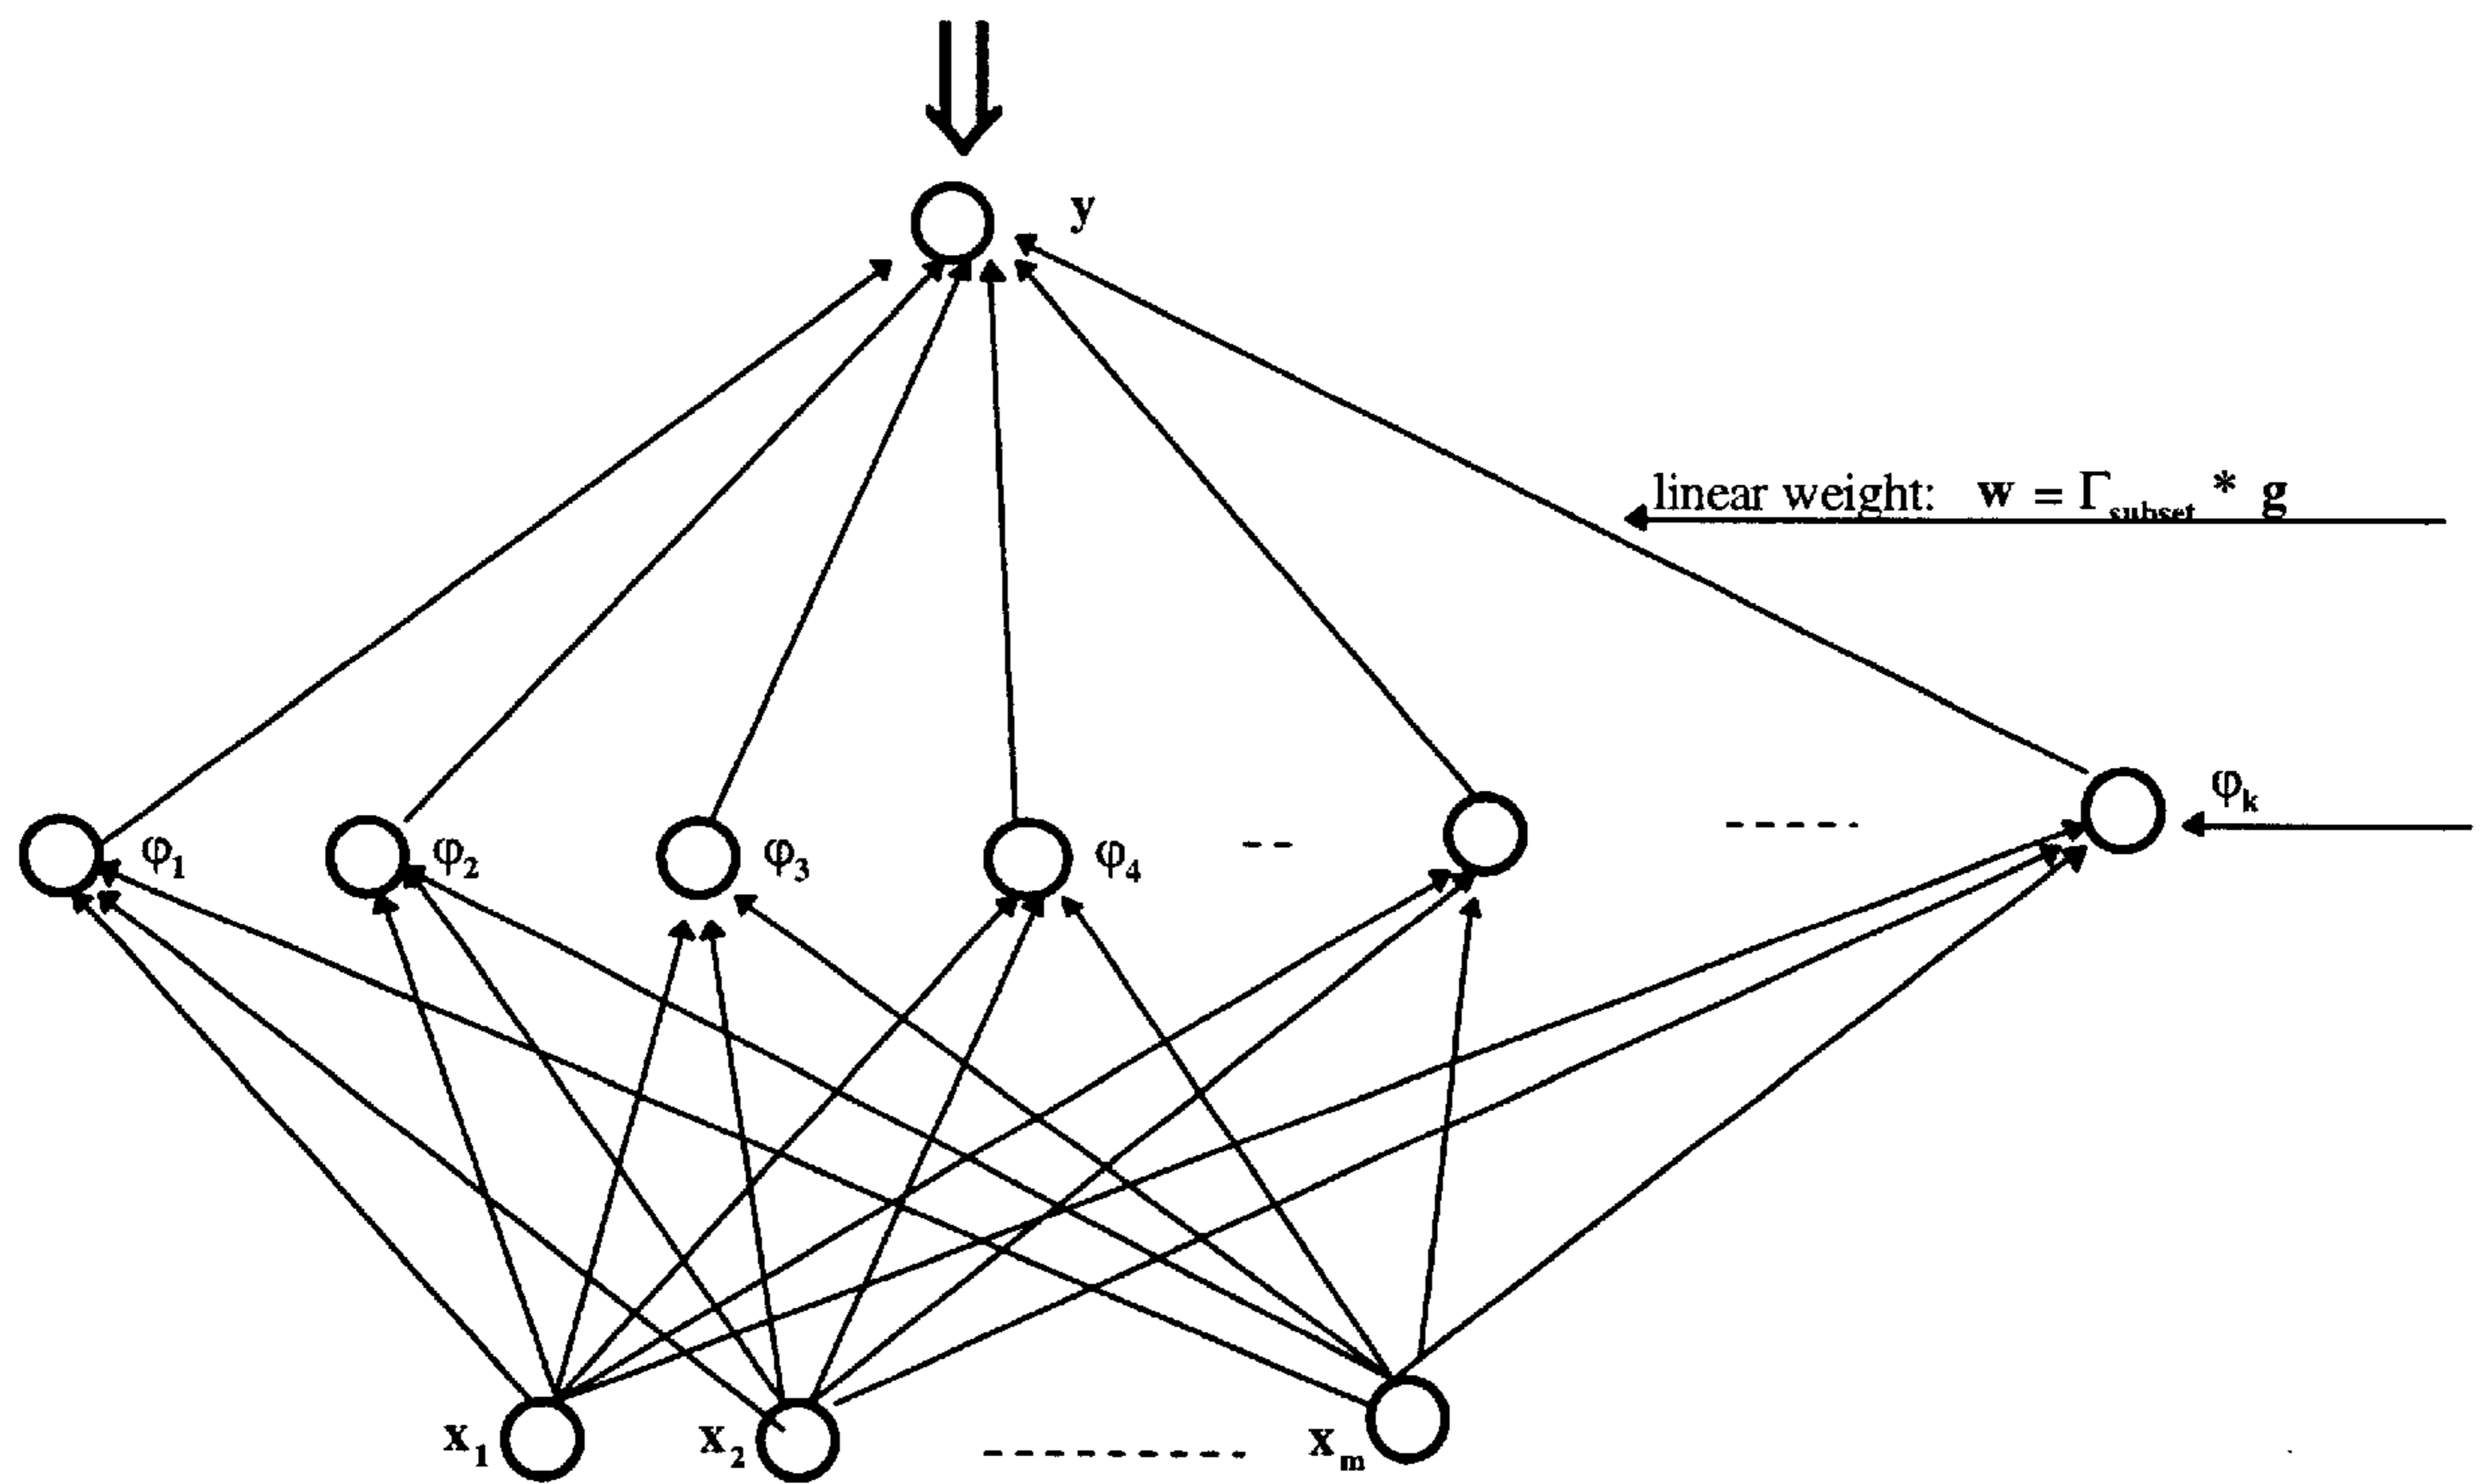 y
linear weight: w = Γsubset * g
φ1 φ2 φ3 φ4 -- ----- φk
x1 x2 --------- xm